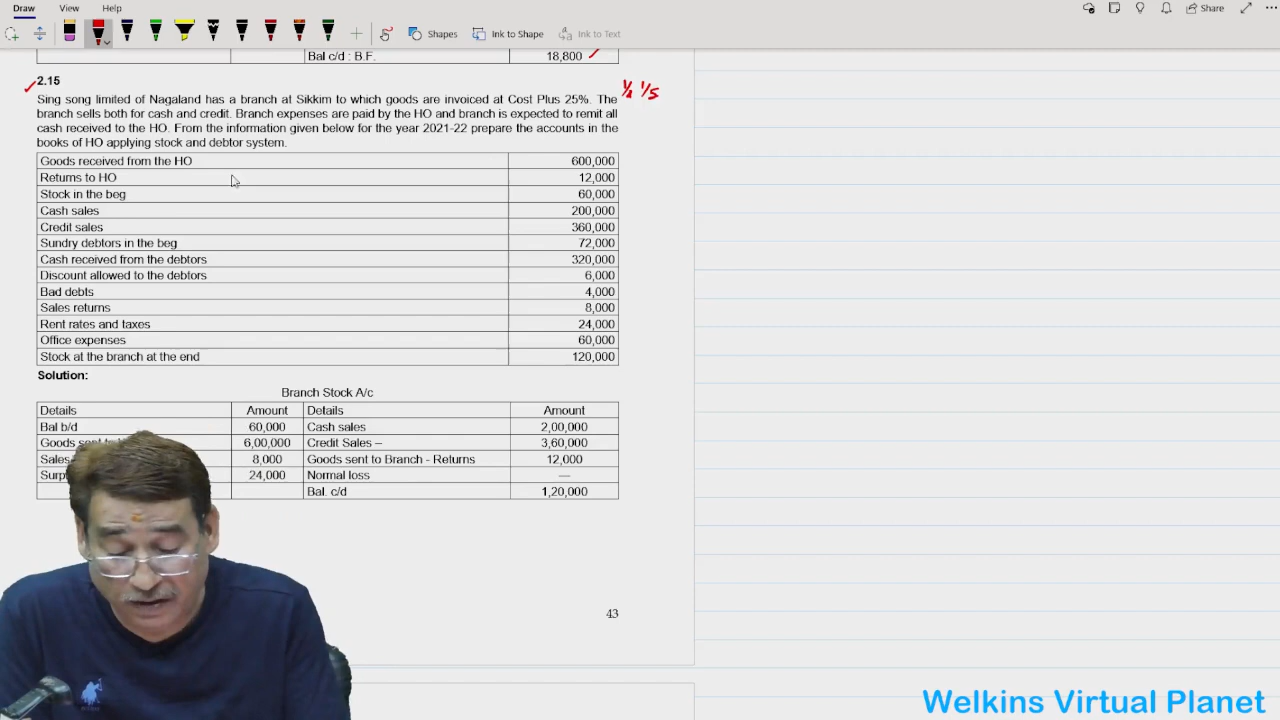 Draw View Help
Share
Shapes Ink to Shape Ink to Text
Bal c/d : B.F. 18,800
2.15
Sing song limited of Nagaland has a branch at Sikkim to which goods are invoiced at Cost Plus 25%. The 1/4 1/5
branch sells both for cash and credit. Branch expenses are paid by the HO and branch is expected to remit all
cash received to the HO. From the information given below for the year 2021-22 prepare the accounts in the
books of HO applying stock and debtor system.
Goods received from the HO 600,000
Returns to HO 12,000
Stock in the beg 60,000
Cash sales 200,000
Credit sales 360,000
Sundry debtors in the beg 72,000
Cash received from the debtors 320,000
Discount allowed to the debtors 6,000
Bad debts 4,000
Sales returns 8,000
Rent rates and taxes 24,000
Office expenses 60,000
Stock at the branch at the end 120,000
Solution:
Branch Stock A/c
Details Amount Details Amount
Bal b/d 60,000 Cash sales 2,00,000
Goods sent 6,00,000 Credit Sales – 3,60,000
Sales 8,000 Goods sent to Branch - Returns 12,000
24,000 Normal loss —
Bal. c/d 1,20,000
43
Welkins Virtual Planet